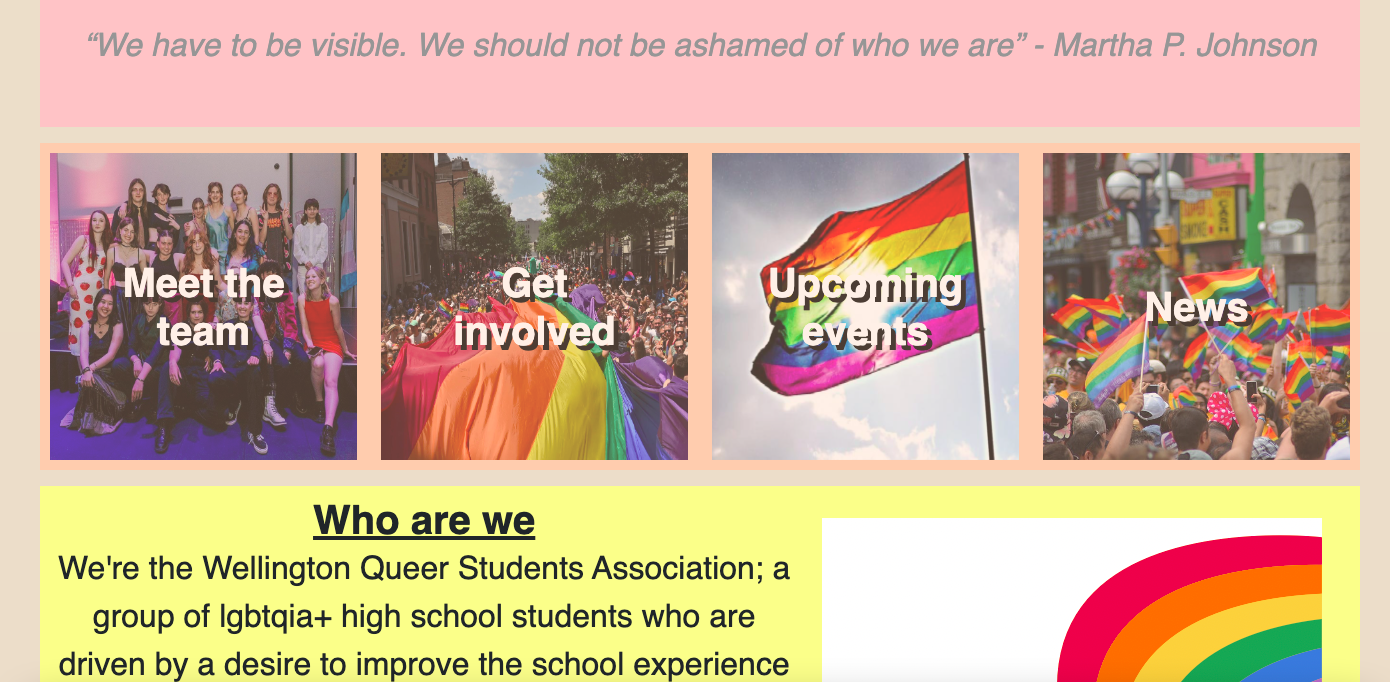 “We have to be visible. We should not be ashamed of who we are” - Martha P. Johnson
Meet the
team
Get
involved
Upcoming
events
News
Who are we
We're the Wellington Queer Students Association; a
group of lgbtqia+ high school students who are
driven by a desire to improve the school experience